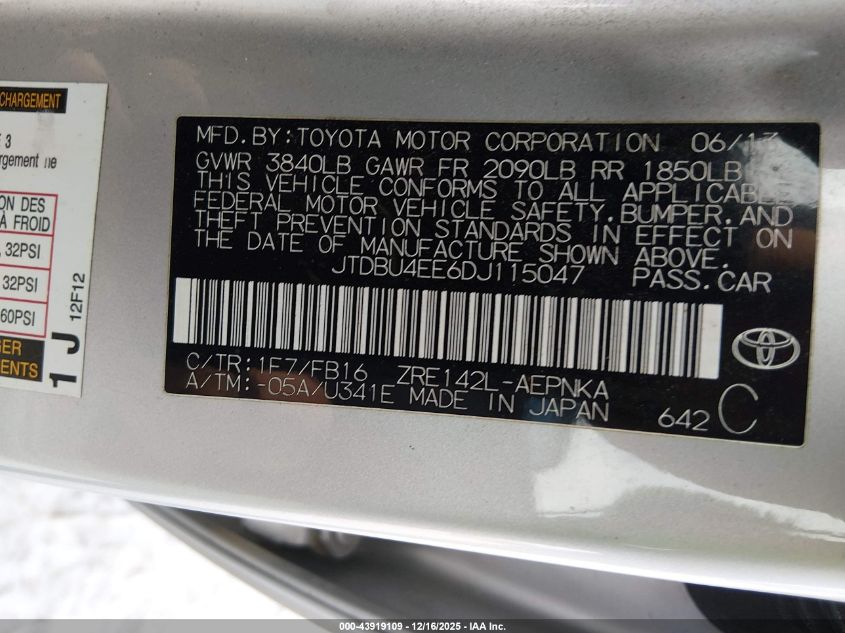 CHARGEMENT
3
rgement ne
ON DES
À FROID
, 32PSI
32PSI
60PSI
GER
MENTS
1 J 12F12
MFD.BY:TOYOTA MOTOR CORPORATION 06/13
GVWR 3840LB GAWR FR 2090LB RR 1850LB
THIS VEHICLE CONFORMS TO ALL APPLICABLE
FEDERAL MOTOR VEHICLE SAFETY,BUMPER,AND
THEFT PREVENTION STANDARDS IN EFFECT ON
THE DATE OF MANUFACTURE SHOWN ABOVE.
JTDBU4EE6DJ115047 PASS.CAR
C/TR:1F7/FB16 ZRE142L-AEPNKA
A/TM:-05A/U341E MADE IN JAPAN
642 C
000-43919109 - 12/16/2025 - IAA Inc.